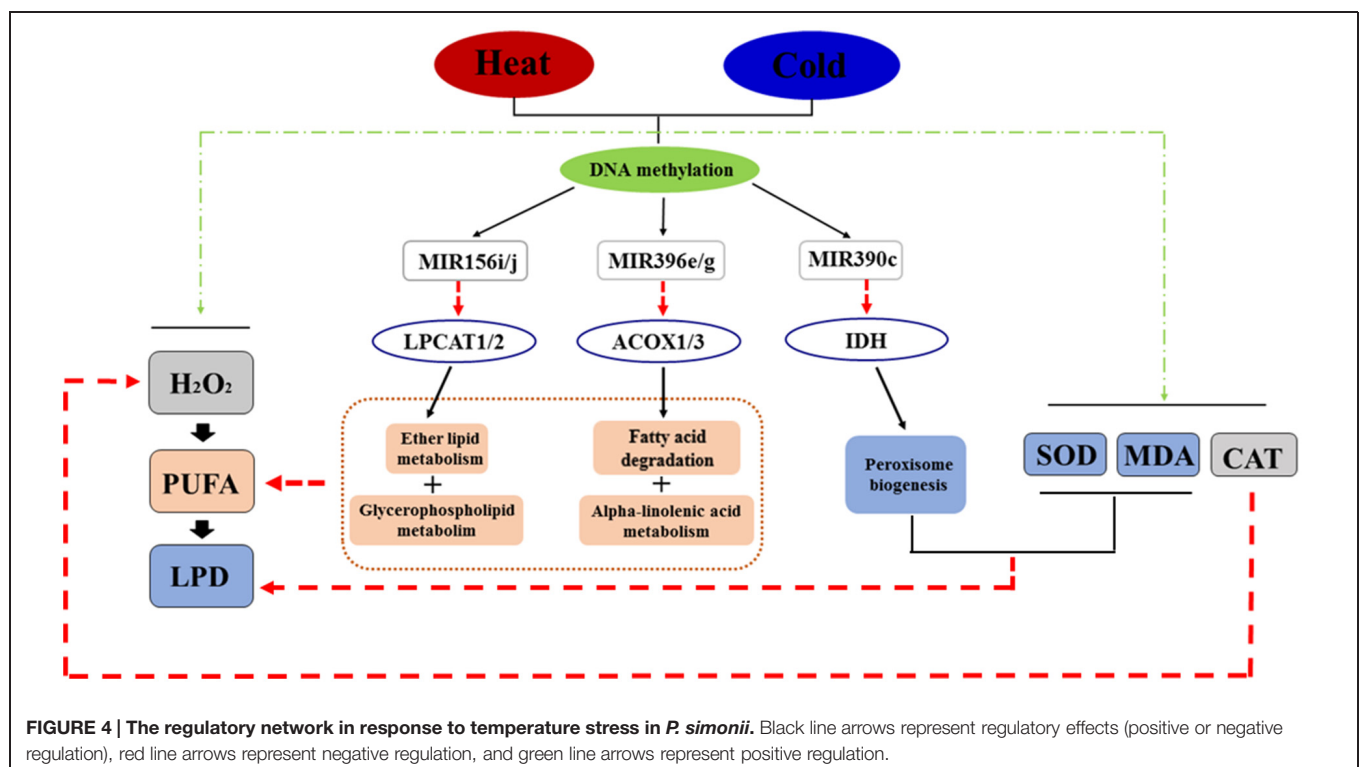 Heat
Cold
DNA methylation
MIR156i/j
MIR396e/g
MIR390c
LPCAT1/2
ACOX1/3
IDH
H₂O₂
PUFA
LPD
Ether lipid
metabolism
+
Glycerophospholipid
metabolim
Fatty acid
degradation
+
Alpha-linolenic acid
metabolism
Peroxisome
biogenesis
SOD
MDA
CAT
FIGURE 4 | The regulatory network in response to temperature stress in P. simonii. Black line arrows represent regulatory effects (positive or negative
regulation), red line arrows represent negative regulation, and green line arrows represent positive regulation.